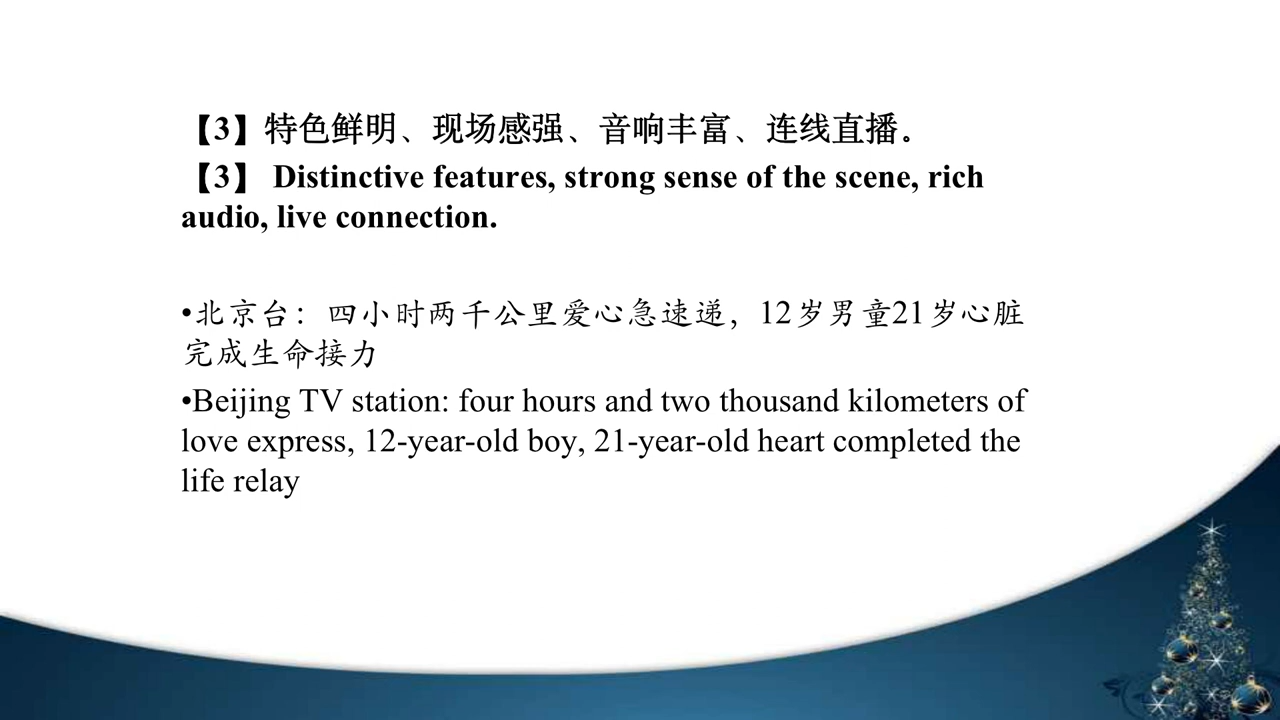 【3】特色鲜明、现场感强、音响丰富、连线直播．
【3】 Distinctive features, strong sense of the scene, rich
audio, live connection.
•北京台：四小时两千公里爱心急速递，12岁男童21岁心脏
完成生命接力
•Beijing TV station: four hours and two thousand kilometers of
love express, 12-year-old boy, 21-year-old heart completed the
life relay